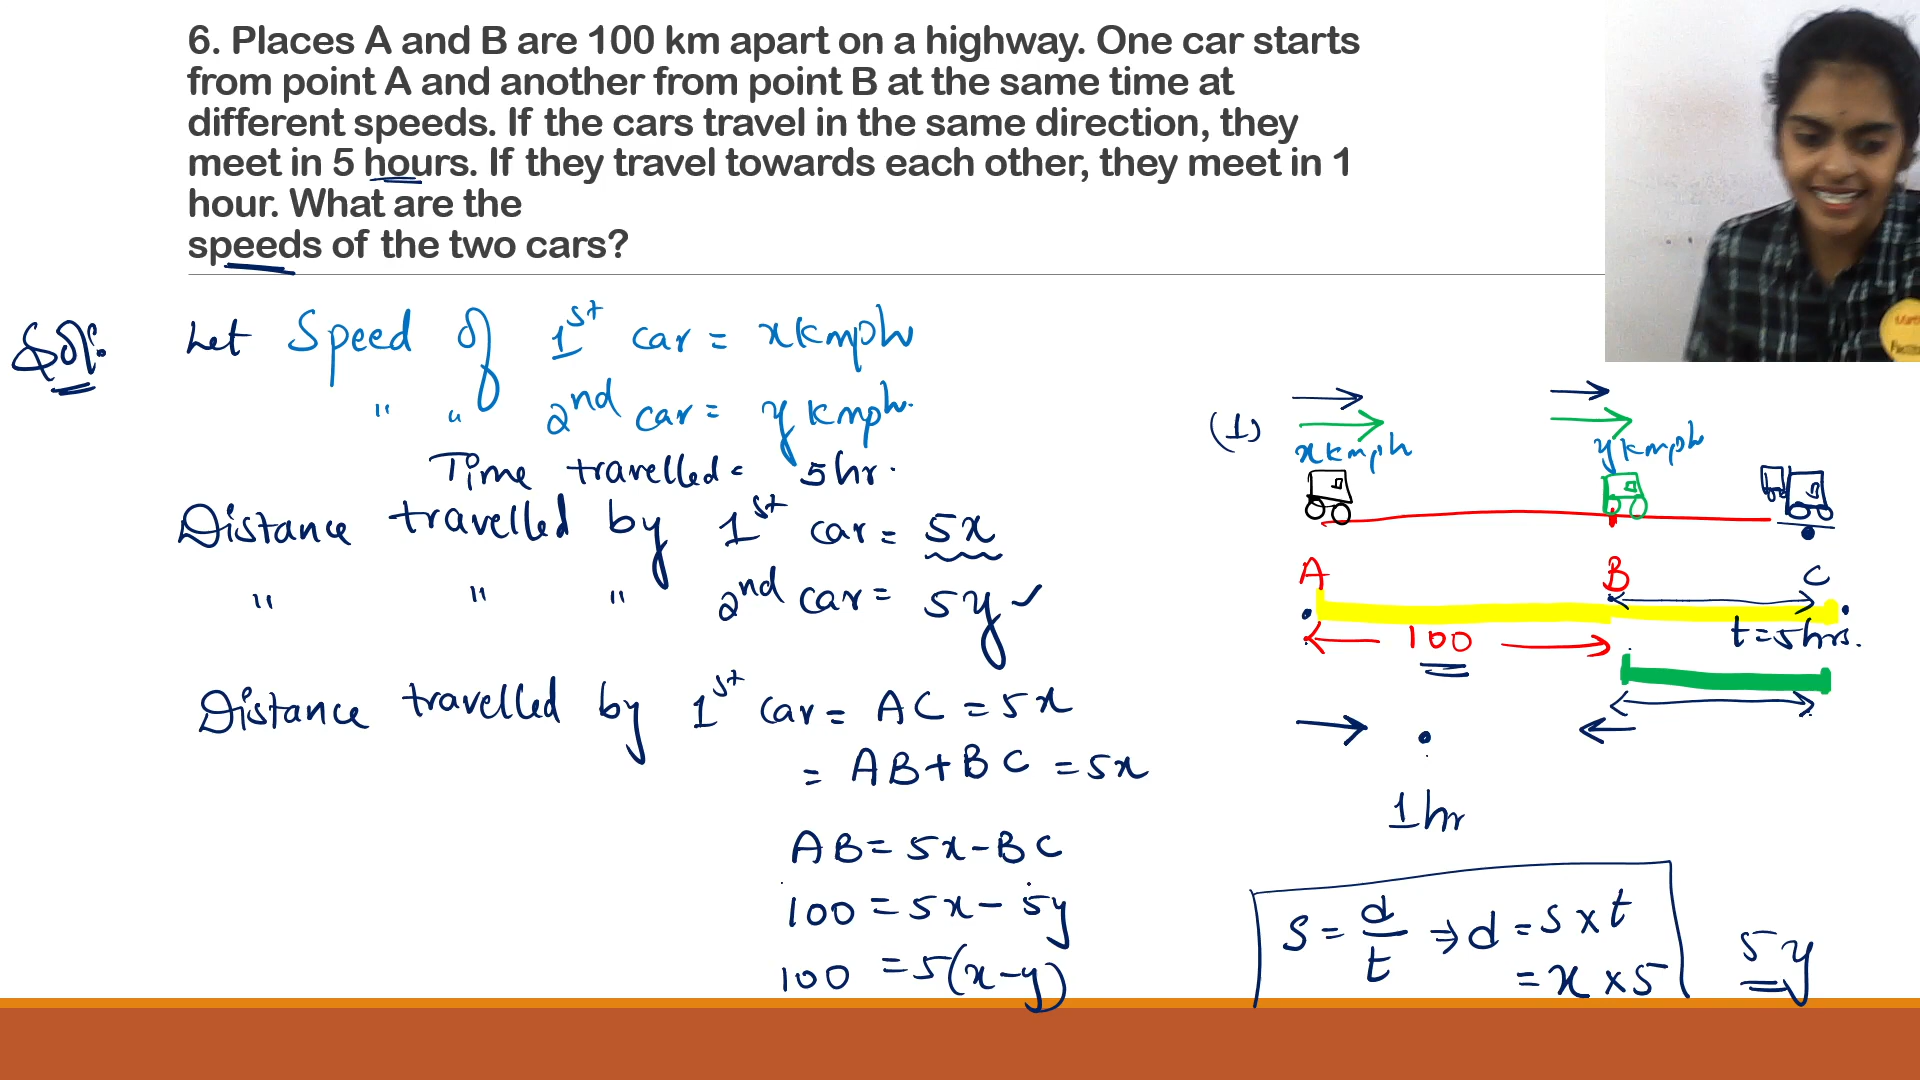 6. Places A and B are 100 km apart on a highway. One car starts
from point A and another from point B at the same time at
different speeds. If the cars travel in the same direction, they
meet in 5 hours. If they travel towards each other, they meet in 1
hour. What are the
speeds of the two cars?
Sol:
Let Speed of 1st car = x kmph
" " 2nd car = y kmph.
Time travelled = 5 hr.
Distance travelled by 1st car = 5x
" " " 2nd car = 5y ✓
Distance travelled by 1st car = AC = 5x
= AB + BC = 5x
AB = 5x - BC
100 = 5x - 5y
100 = 5(x-y)
(1)
x kmph y kmph
A B C
100
t = 5 hrs.
1 hr
S = d/t ⇒ d = s × t
= x × 5
5y